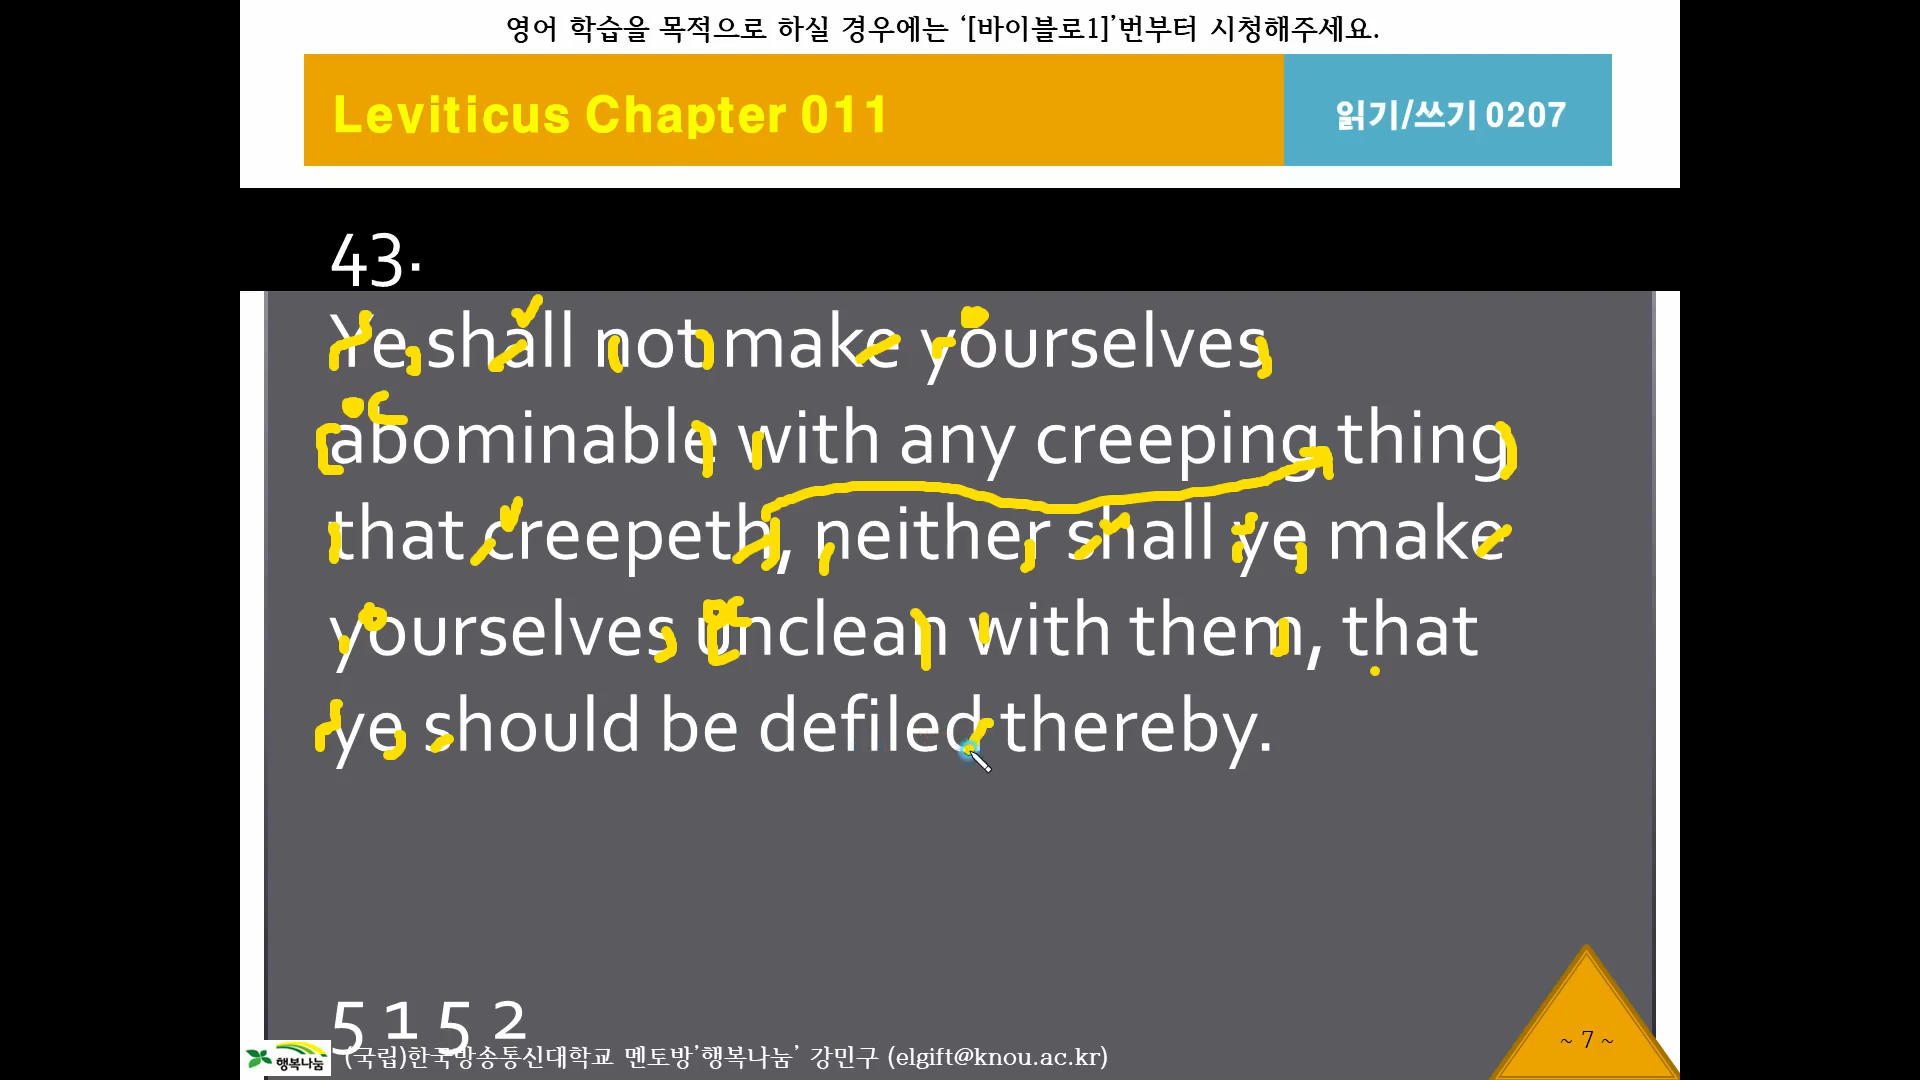 영어 학습을 목적으로 하실 경우에는 ‘[바이블로1]’번부터 시청해주세요.
Leviticus Chapter 011
읽기/쓰기 0207
43.
Ye shall not make yourselves
abominable with any creeping thing
that creepeth, neither shall ye make
yourselves unclean with them, that
ye should be defiled thereby.
5 1 5 2
행복나눔
(국립)한국방송통신대학교 멘토방’행복나눔’ 강민구 (elgift@knou.ac.kr)
~ 7 ~